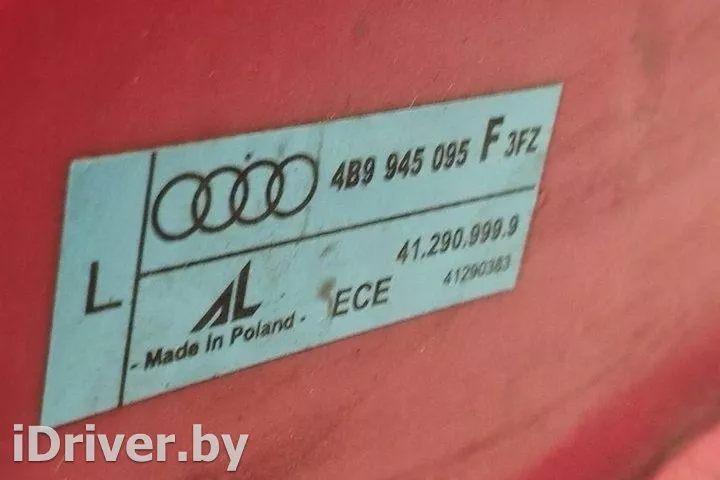 L
4B9 945 095 F 3FZ
41.290.999.9
41290383
AL
ECE
- Made in Poland -
iDriver.by